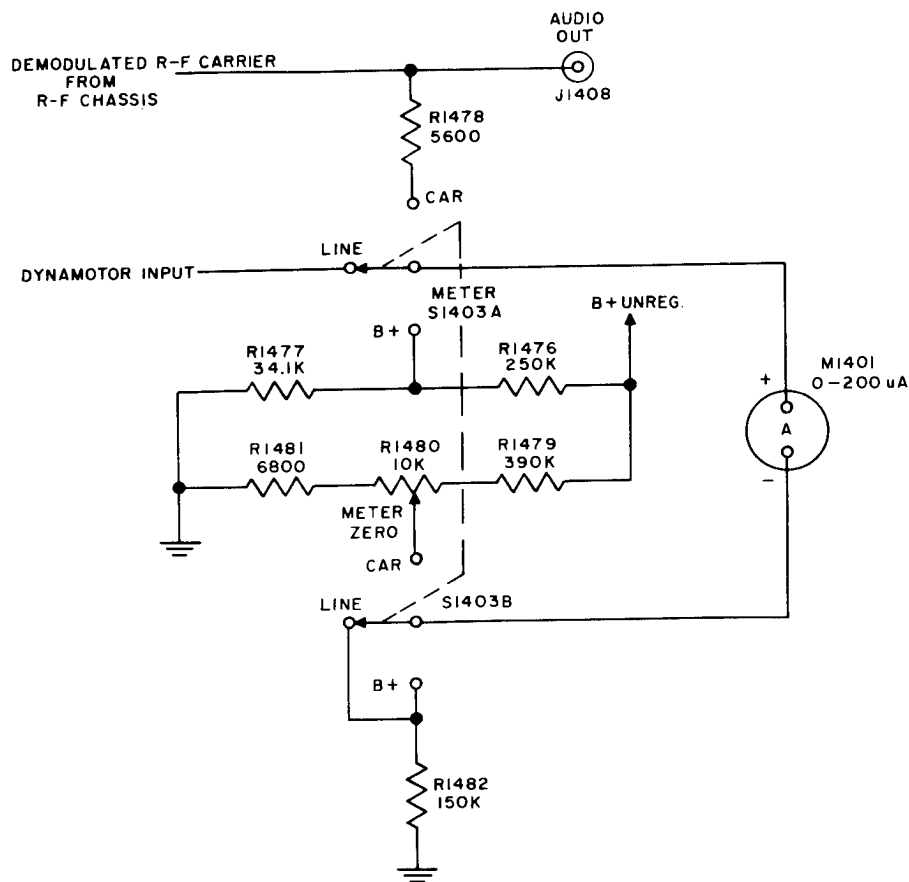 AUDIO
OUT
J1408
DEMODULATED R-F CARRIER
FROM
R-F CHASSIS
R1478
5600
CAR
LINE
DYNAMOTOR INPUT
METER
S1403A
B+ UNREG.
B+
R1477
34.1K
R1476
250K
M1401
0-200 uA
+
A
-
R1481
6800
R1480
10K
R1479
390K
METER
ZERO
CAR
LINE
S1403B
B+
R1482
150K